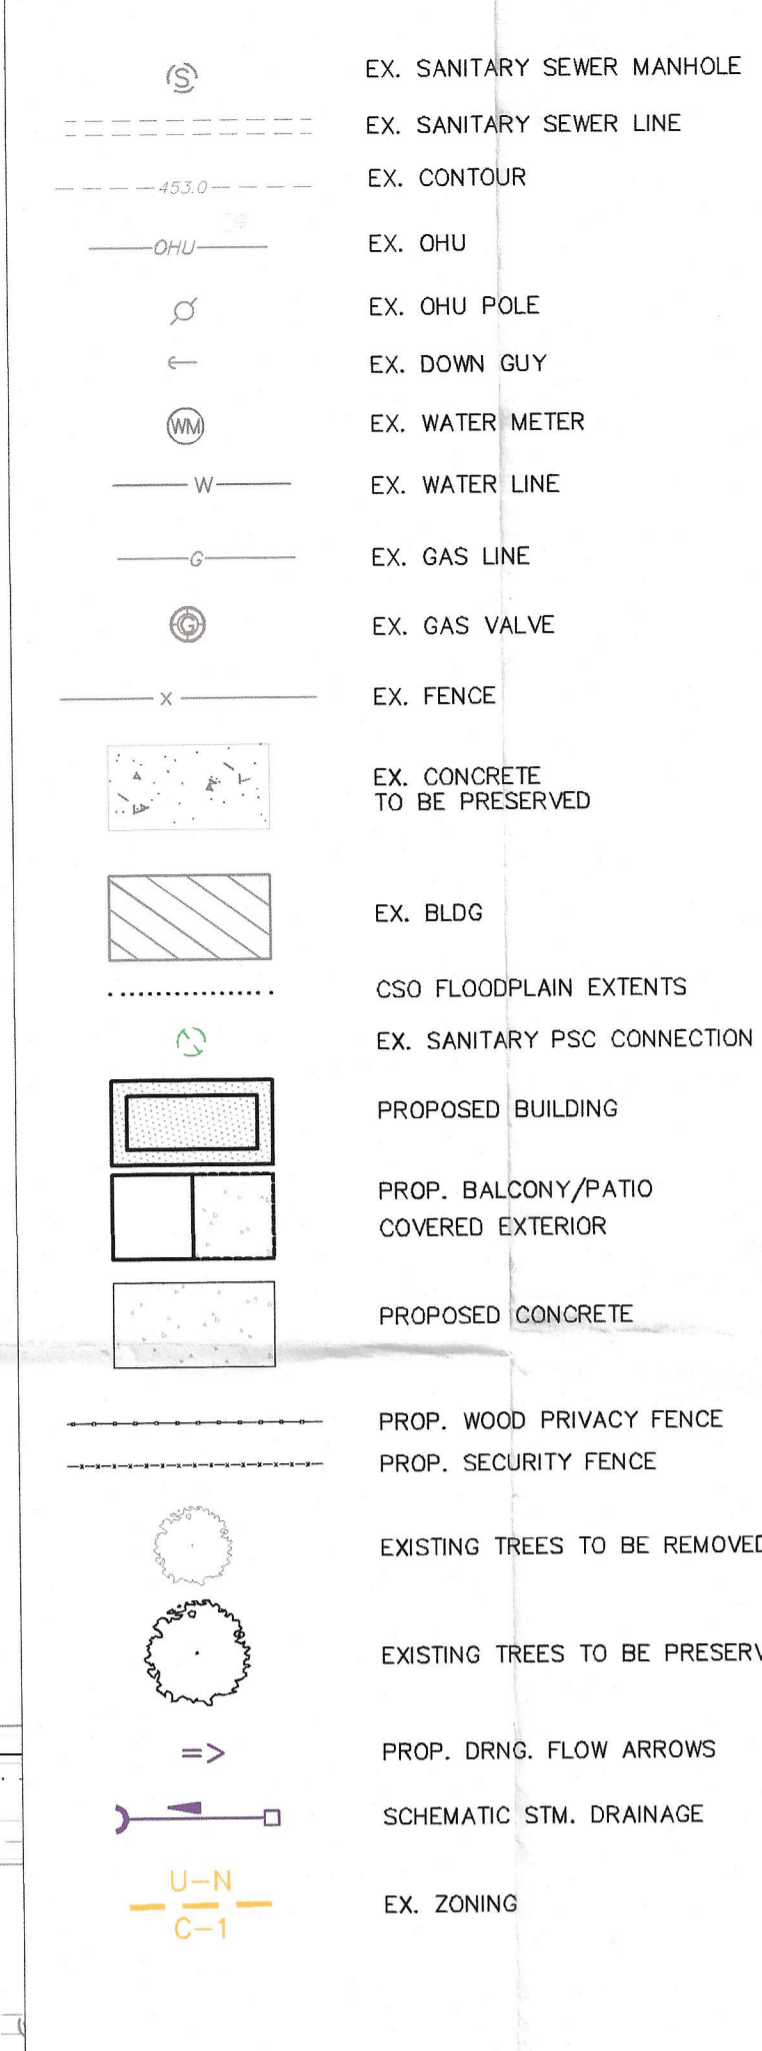 S EX. SANITARY SEWER MANHOLE
EX. SANITARY SEWER LINE
453.0 EX. CONTOUR
OHU EX. OHU
EX. OHU POLE
EX. DOWN GUY
WM EX. WATER METER
W EX. WATER LINE
G EX. GAS LINE
G EX. GAS VALVE
X EX. FENCE
EX. CONCRETE
TO BE PRESERVED
EX. BLDG
CSO FLOODPLAIN EXTENTS
EX. SANITARY PSC CONNECTION
PROPOSED BUILDING
PROP. BALCONY/PATIO
COVERED EXTERIOR
PROPOSED CONCRETE
PROP. WOOD PRIVACY FENCE
PROP. SECURITY FENCE
EXISTING TREES TO BE REMOVED
EXISTING TREES TO BE PRESERV
=> PROP. DRNG. FLOW ARROWS
SCHEMATIC STM. DRAINAGE
U-N
EX. ZONING
C-1